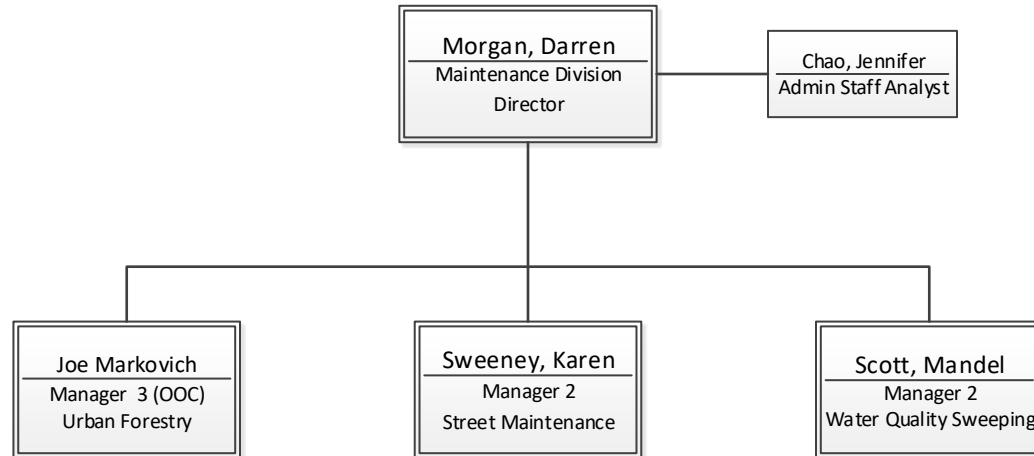 Morgan, Darren
Maintenance Division
Director
Chao, Jennifer
Admin Staff Analyst
Joe Markovich
Manager 3 (OOC)
Urban Forestry
Sweeney, Karen
Manager 2
Street Maintenance
Scott, Mandel
Manager 2
Water Quality Sweeping